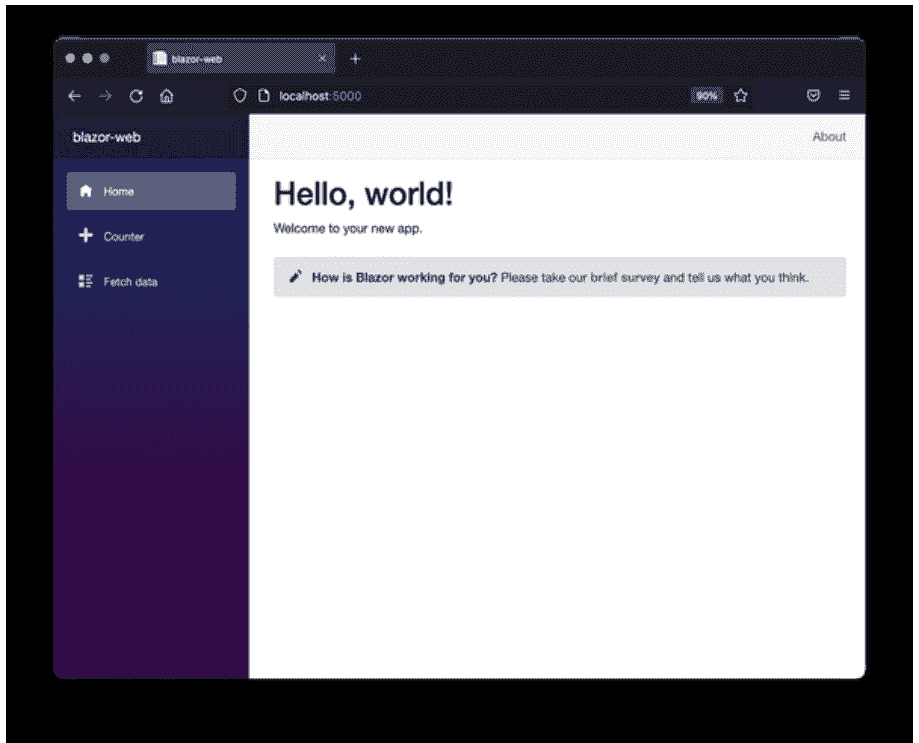 blazor-web
localhost:5000
90%
blazor-web
About
Home
Counter
Fetch data
Hello, world!
Welcome to your new app.
How is Blazor working for you? Please take our brief survey and tell us what you think.